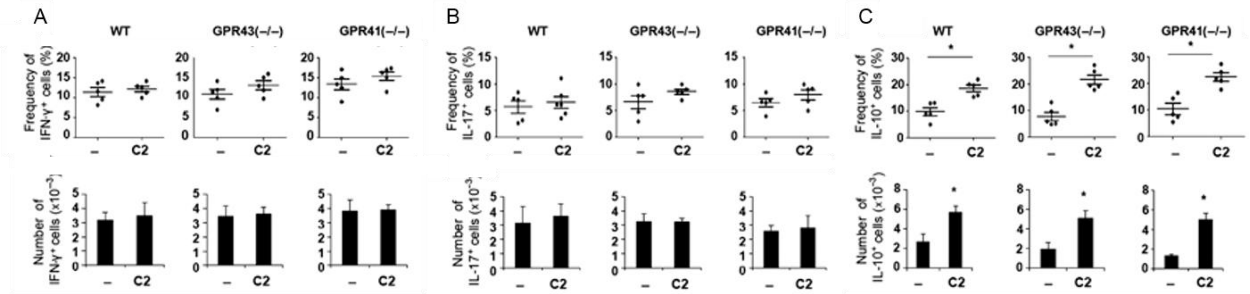 A
WT GPR43(−/−) GPR41(−/−)
Frequency of
IFN-γ⁺ cells (%)
20 15 10 5 0
20 15 10 5 0
20 15 10 5 0
− C2 − C2 − C2
Number of
IFN-γ⁺ cells (x10⁻³)
5 4 3 2 1 0
5 4 3 2 1 0
5 4 3 2 1 0
− C2 − C2 − C2
B
WT GPR43(−/−) GPR41(−/−)
Frequency of
IL-17⁺ cells (%)
15 10 5 0
15 10 5 0
15 10 5 0
− C2 − C2 − C2
Number of
IL-17⁺ cells (x10⁻³
5 4 3 2 1 0
5 4 3 2 1 0
5 4 3 2 1 0
− C2 − C2 − C2
C
WT GPR43(−/−) GPR41(−/−)
Frequency of
IL-10⁺ cells (%)
* * *
30 20 10 0
30 20 10 0
30 20 10 0
− C2 − C2 − C2
Number of
IL-10⁺ cells (x10⁻³)
* * *
8 6 4 2 0
8 6 4 2 0
8 6 4 2 0
− C2 − C2 − C2